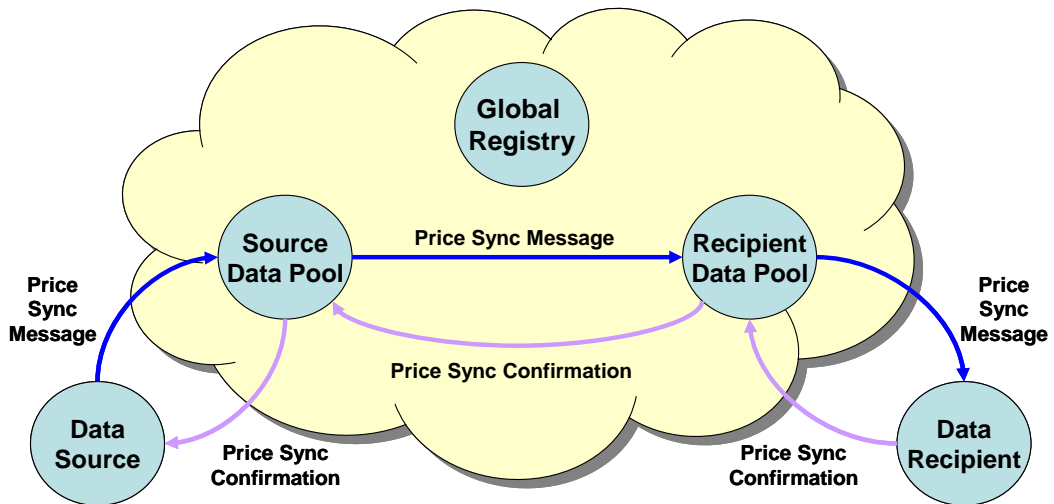 Global
Registry
Source
Data Pool
Price Sync Message
Recipient
Data Pool
Price
Sync
Message
Price
Sync
Message
Price Sync Confirmation
Data
Source
Price Sync
Confirmation
Price Sync
Confirmation
Data
Recipient